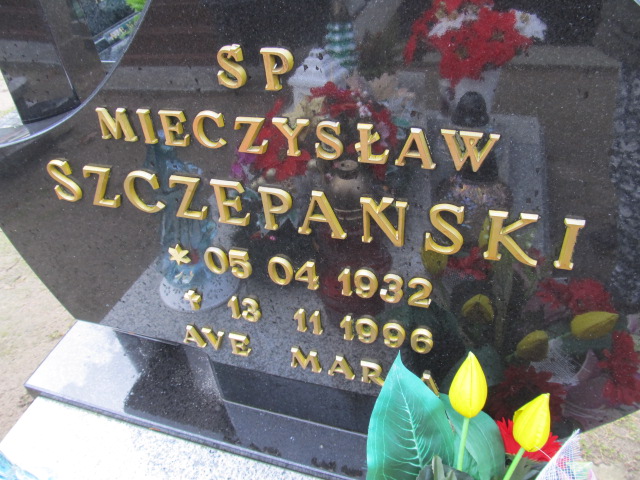 SP
MIECZYSŁAW
SZCZEPAŃSKI
* 05 04 1932
13 11 1996
AVE MARIA